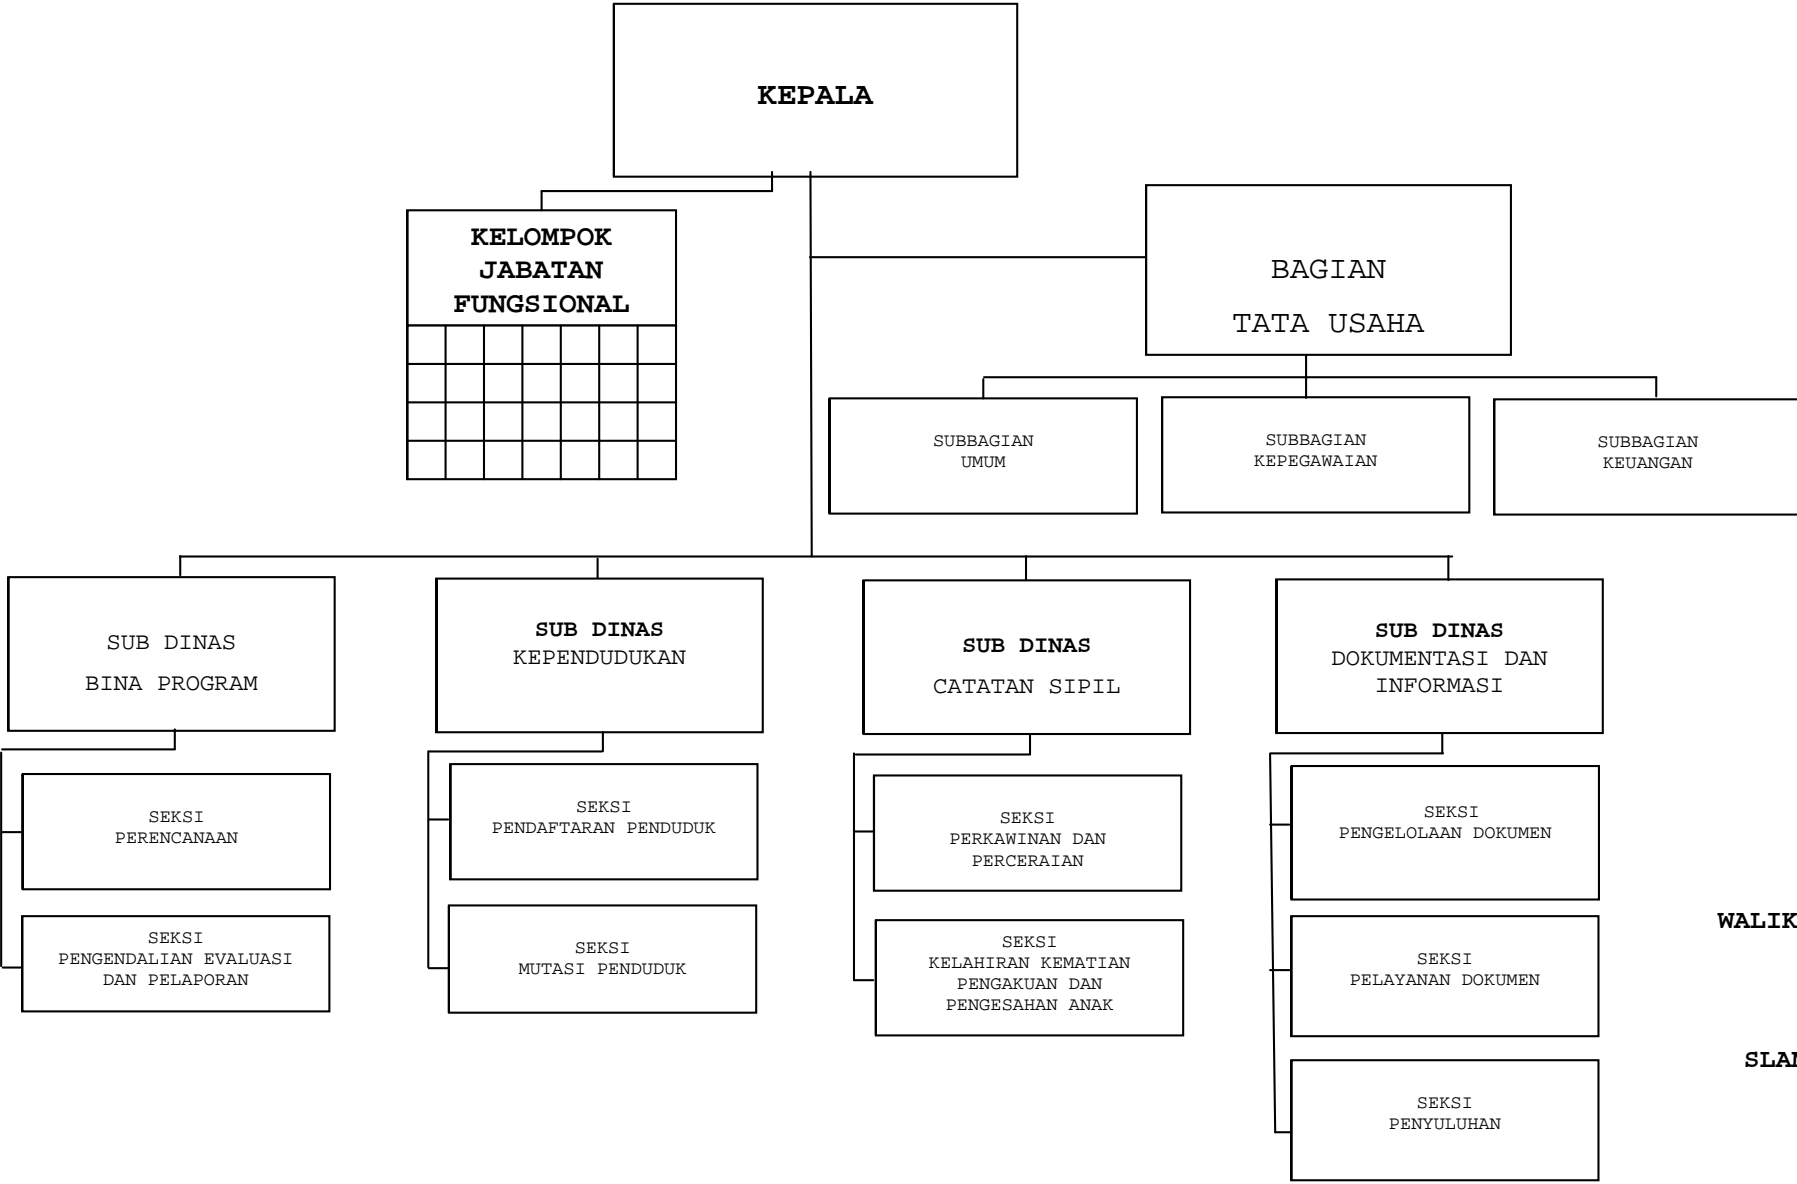 KEPALA
KELOMPOK
JABATAN
FUNGSIONAL
BAGIAN
TATA USAHA
SUBBAGIAN
UMUM
SUBBAGIAN
KEPEGAWAIAN
SUBBAGIAN
KEUANGAN
SUB DINAS
BINA PROGRAM
SUB DINAS
KEPENDUDUKAN
SUB DINAS
CATATAN SIPIL
SUB DINAS
DOKUMENTASI DAN
INFORMASI
SEKSI
PERENCANAAN
SEKSI
PENGENDALIAN EVALUASI
DAN PELAPORAN
SEKSI
PENDAFTARAN PENDUDUK
SEKSI
MUTASI PENDUDUK
SEKSI
PERKAWINAN DAN
PERCERAIAN
SEKSI
KELAHIRAN KEMATIAN
PENGAKUAN DAN
PENGESAHAN ANAK
SEKSI
PENGELOLAAN DOKUMEN
SEKSI
PELAYANAN DOKUMEN
SEKSI
PENYULUHAN
WALIK